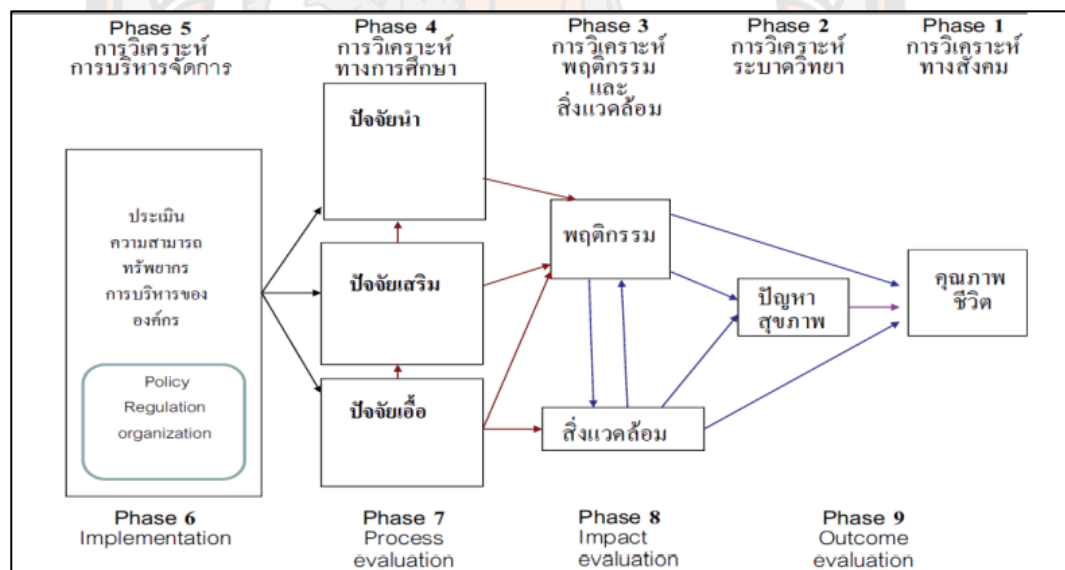 Phase 5
การวิเคราะห์
การบริหารจัดการ
Phase 4
การวิเคราะห์
ทางการศึกษา
Phase 3
การวิเคราะห์
พฤติกรรม
และ
สิ่งแวดล้อม
Phase 2
การวิเคราะห์
ระบาดวิทยา
Phase 1
การวิเคราะห์
ทางสังคม
ประเมิน
ความสามารถ
ทรัพยากร
การบริหารของ
องค์กร
Policy
Regulation
organization
ปัจจัยนำ
ปัจจัยเสริม
ปัจจัยเอื้อ
พฤติกรรม
สิ่งแวดล้อม
ปัญหา
สุขภาพ
คุณภาพ
ชีวิต
Phase 6
Implementation
Phase 7
Process
evaluation
Phase 8
Impact
evaluation
Phase 9
Outcome
evaluation